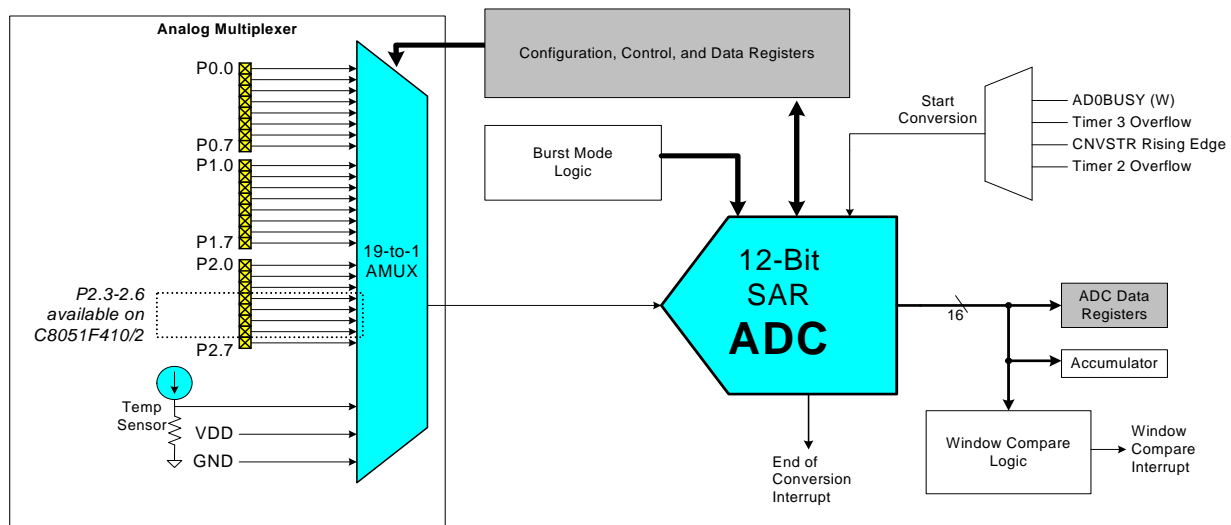 Analog Multiplexer
P0.0
P0.7
P1.0
P1.7
P2.0
P2.3-2.6
available on
C8051F410/2
P2.7
Temp
Sensor
VDD
GND
19-to-1
AMUX
Configuration, Control, and Data Registers
Burst Mode
Logic
Start
Conversion
AD0BUSY (W)
Timer 3 Overflow
CNVSTR Rising Edge
Timer 2 Overflow
12-Bit
SAR
ADC
16
ADC Data
Registers
Accumulator
Window Compare
Logic
Window
Compare
Interrupt
End of
Conversion
Interrupt